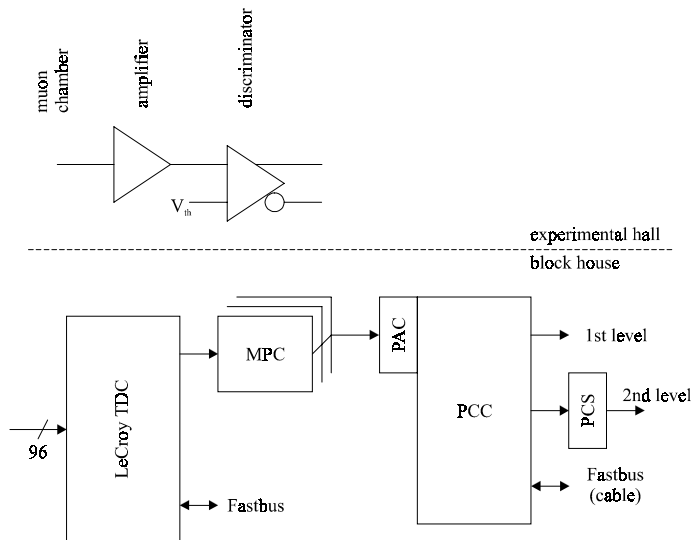 muon
chamber
amplifier
discriminator
V th
experimental hall
block house
LeCroy TDC
96
MPC
PAC
PCC
1st level
PCS
2nd level
Fastbus
Fastbus
(cable)